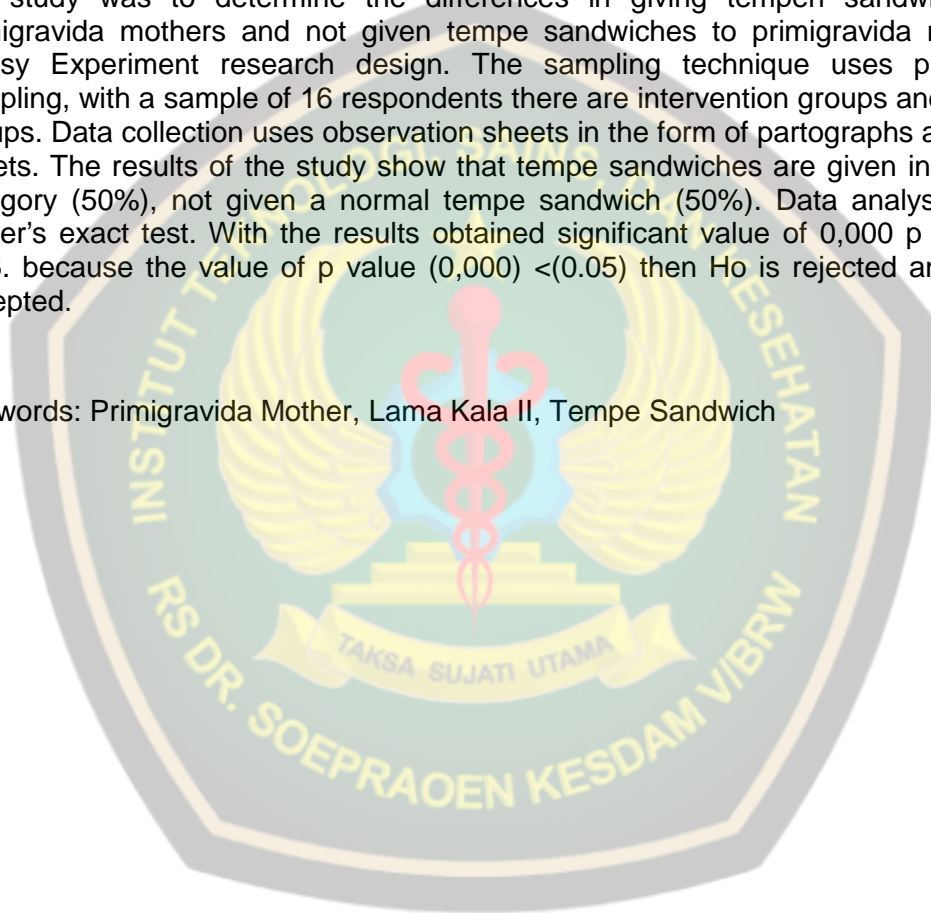 study was to determine the differences in giving tempeh sandw
igravida mothers and not given tempe sandwiches to primigravida
sy Experiment research design. The sampling technique uses p
pling, with a sample of 16 respondents there are intervention groups and
ups. Data collection uses observation sheets in the form of partographs a
ets. The results of the study show that tempe sandwiches are given in
gory (50%), not given a normal tempe sandwich (50%). Data analys
er's exact test. With the results obtained significant value of 0,000 p
. because the value of p value (0,000) <(0.05) then Ho is rejected an
epted.
words: Primigravida Mother, Lama Kala II, Tempe Sandwich
INSTITUT TEKNOLOGI, SAINS, DAN KESEHATAN
TAKSA SUJATI UTAMA
RS DR. SOEPRAOEN KESDAM V/BRW